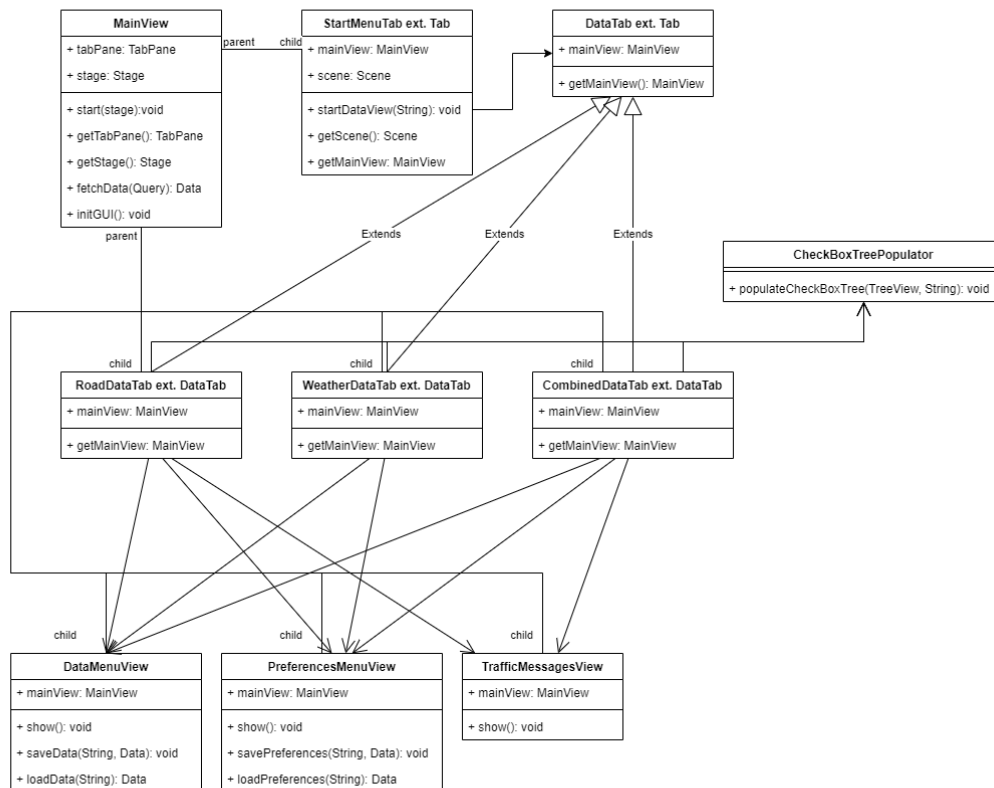 MainView
+ tabPane: TabPane
+ stage: Stage
+ start(stage):void
+ getTabPane(): TabPane
+ getStage(): Stage
+ fetchData(Query): Data
+ initGUI(): void
parent
child
StartMenuTab ext. Tab
+ mainView: MainView
+ scene: Scene
+ startDataView(String): void
+ getScene(): Scene
+ getMainView: MainView
DataTab ext. Tab
+ mainView: MainView
+ getMainView(): MainView
parent
Extends
Extends
Extends
CheckBoxTreePopulator
+ populateCheckBoxTree(TreeView, String): void
child
child
child
RoadDataTab ext. DataTab
+ mainView: MainView
+ getMainView: MainView
WeatherDataTab ext. DataTab
+ mainView: MainView
+ getMainView: MainView
CombinedDataTab ext. DataTab
+ mainView: MainView
+ getMainView: MainView
child
child
child
DataMenuView
+ mainView: MainView
+ show(): void
+ saveData(String, Data): void
+ loadData(String): Data
PreferencesMenuView
+ mainView: MainView
+ show(): void
+ savePreferences(String, Data): void
+ loadPreferences(String): Data
TrafficMessagesView
+ mainView: MainView
+ show(): void